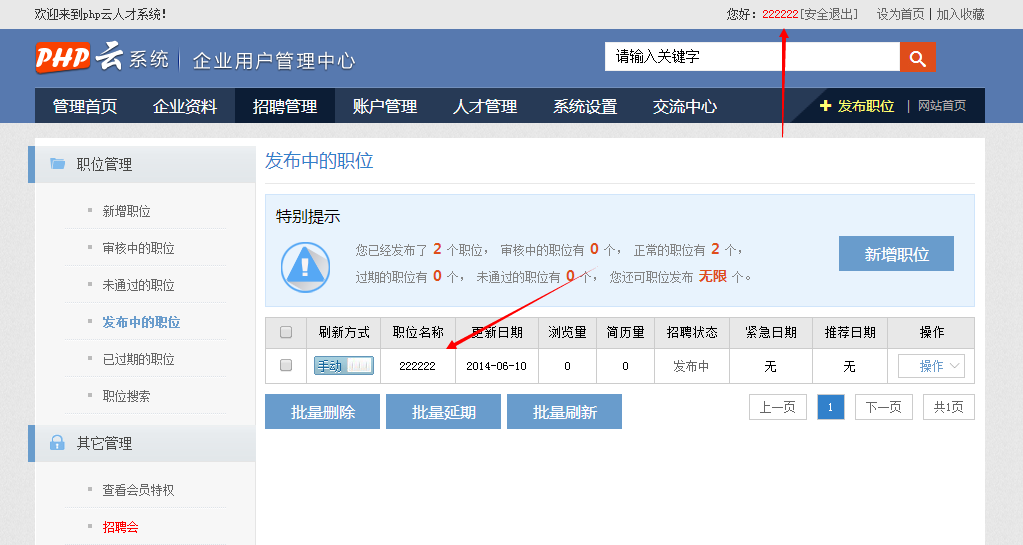 欢迎来到php云人才系统! 您好: 222222[安全退出] 设为首页 | 加入收藏
PHP云系统 | 企业用户管理中心 请输入关键字
管理首页 企业资料 招聘管理 账户管理 人才管理 系统设置 交流中心 + 发布职位 | 网站首页
职位管理
新增职位
审核中的职位
未通过的职位
发布中的职位
已过期的职位
职位搜索
其它管理
查看会员特权
招聘会
发布中的职位
特别提示
您已经发布了 2 个职位, 审核中的职位有 0 个, 正常的职位有 2 个,
过期的职位有 0 个, 未通过的职位有 0 个, 您还可职位发布 无限 个。
新增职位
刷新方式 职位名称 更新日期 浏览量 简历量 招聘状态 紧急日期 推荐日期 操作
手动 222222 2014-06-10 0 0 发布中 无 无 操作
批量删除 批量延期 批量刷新 上一页 1 下一页 共1页